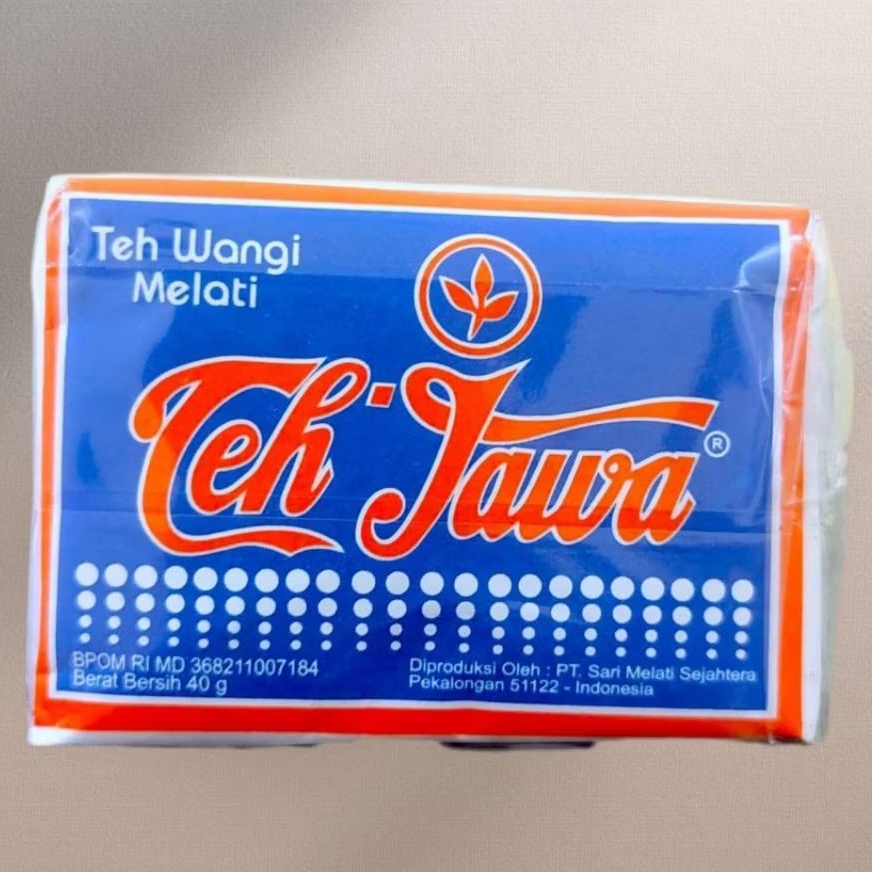 Teh Wangi
Melati
Teh Jawa ®
BPOM RI MD 368211007184
Berat Bersih 40 g
Diproduksi Oleh : PT. Sari Melati Sejahtera
Pekalongan 51122 - Indonesia